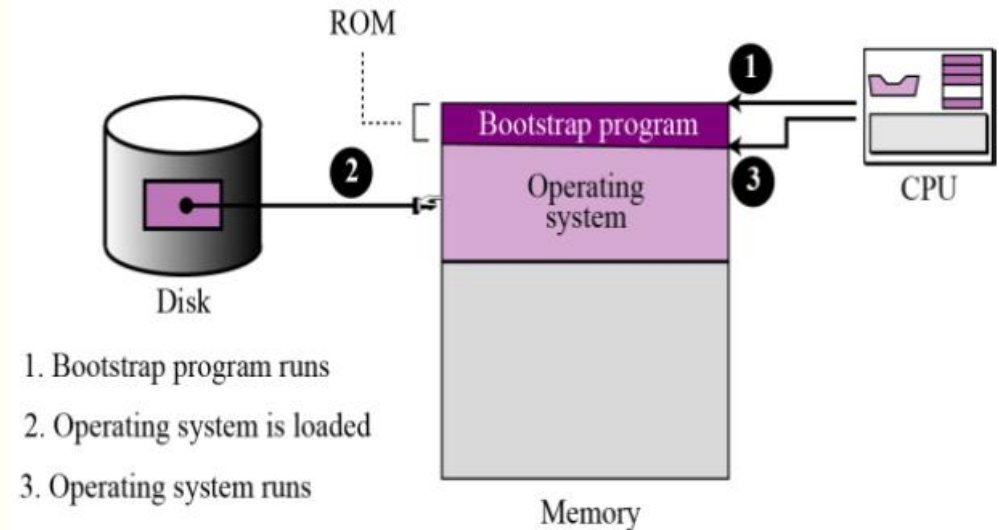 ROM
1
Bootstrap program
2
3
Operating
system
CPU
Disk
1. Bootstrap program runs
2. Operating system is loaded
3. Operating system runs
Memory